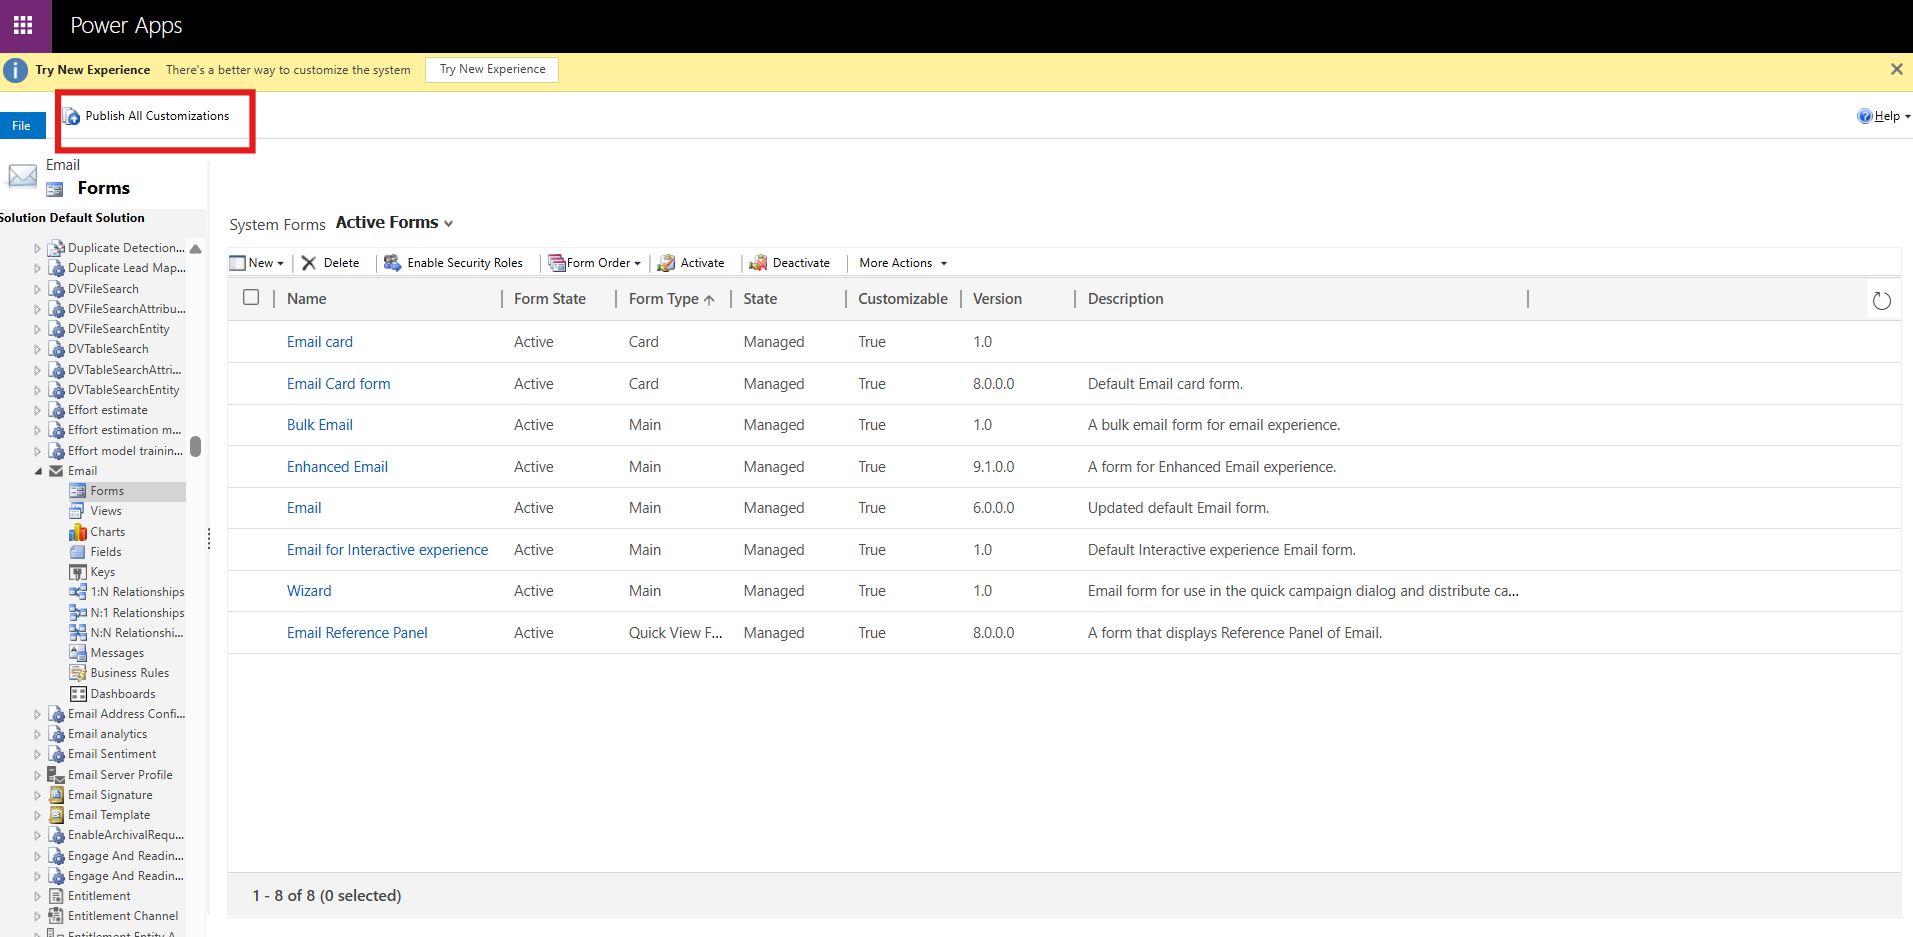 Power Apps
Try New Experience There's a better way to customize the system Try New Experience
File Publish All Customizations Help
Email
Forms
Solution Default Solution
Duplicate Detection...
Duplicate Lead Map...
DVFileSearch
DVFileSearchAttribu...
DVFileSearchEntity
DVTableSearch
DVTableSearchAttri...
DVTableSearchEntity
Effort estimate
Effort estimation m...
Effort model trainin...
Email
Forms
Views
Charts
Fields
Keys
1:N Relationships
N:1 Relationships
N:N Relationshi...
Messages
Business Rules
Dashboards
Email Address Confi...
Email analytics
Email Sentiment
Email Server Profile
Email Signature
Email Template
EnableArchivalRequ...
Engage And Readin...
Engage And Readin...
Entitlement
Entitlement Channel
Entitlement Entity A
System Forms Active Forms
New Delete Enable Security Roles Form Order Activate Deactivate More Actions
Name Form State Form Type State Customizable Version Description
Email card Active Card Managed True 1.0
Email Card form Active Card Managed True 8.0.0.0 Default Email card form.
Bulk Email Active Main Managed True 1.0 A bulk email form for email experience.
Enhanced Email Active Main Managed True 9.1.0.0 A form for Enhanced Email experience.
Email Active Main Managed True 6.0.0.0 Updated default Email form.
Email for Interactive experience Active Main Managed True 1.0 Default Interactive experience Email form.
Wizard Active Main Managed True 1.0 Email form for use in the quick campaign dialog and distribute ca...
Email Reference Panel Active Quick View F... Managed True 8.0.0.0 A form that displays Reference Panel of Email.
1 - 8 of 8 (0 selected)